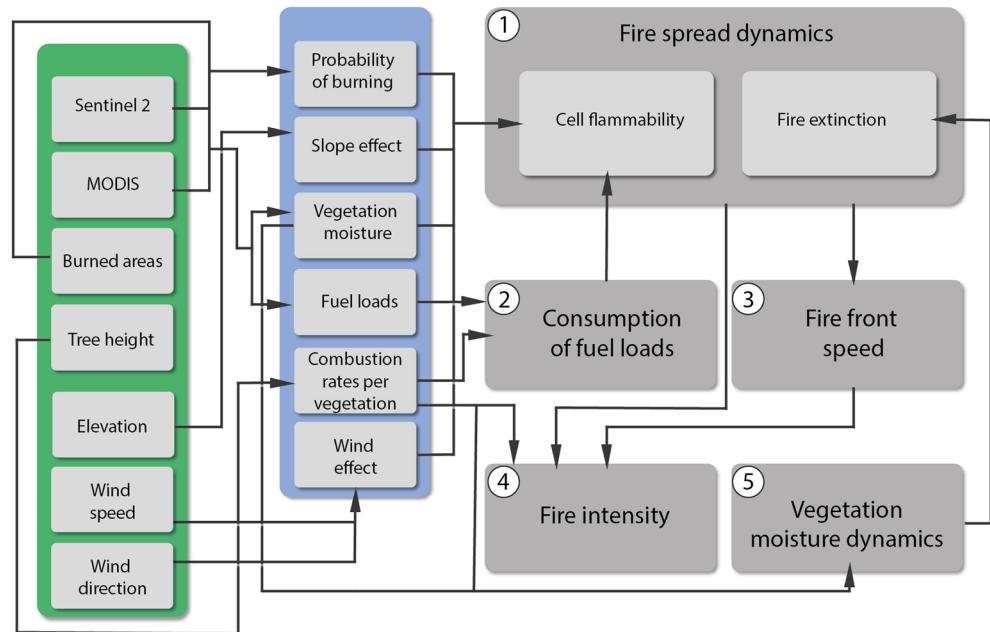 Sentinel 2
MODIS
Burned areas
Tree height
Elevation
Wind
speed
Wind
direction
Probability
of burning
Slope effect
Vegetation
moisture
Fuel loads
Combustion
rates per
vegetation
Wind
effect
1
Fire spread dynamics
Cell flammability
Fire extinction
2
Consumption
of fuel loads
3
Fire front
speed
4
Fire intensity
5
Vegetation
moisture dynamics